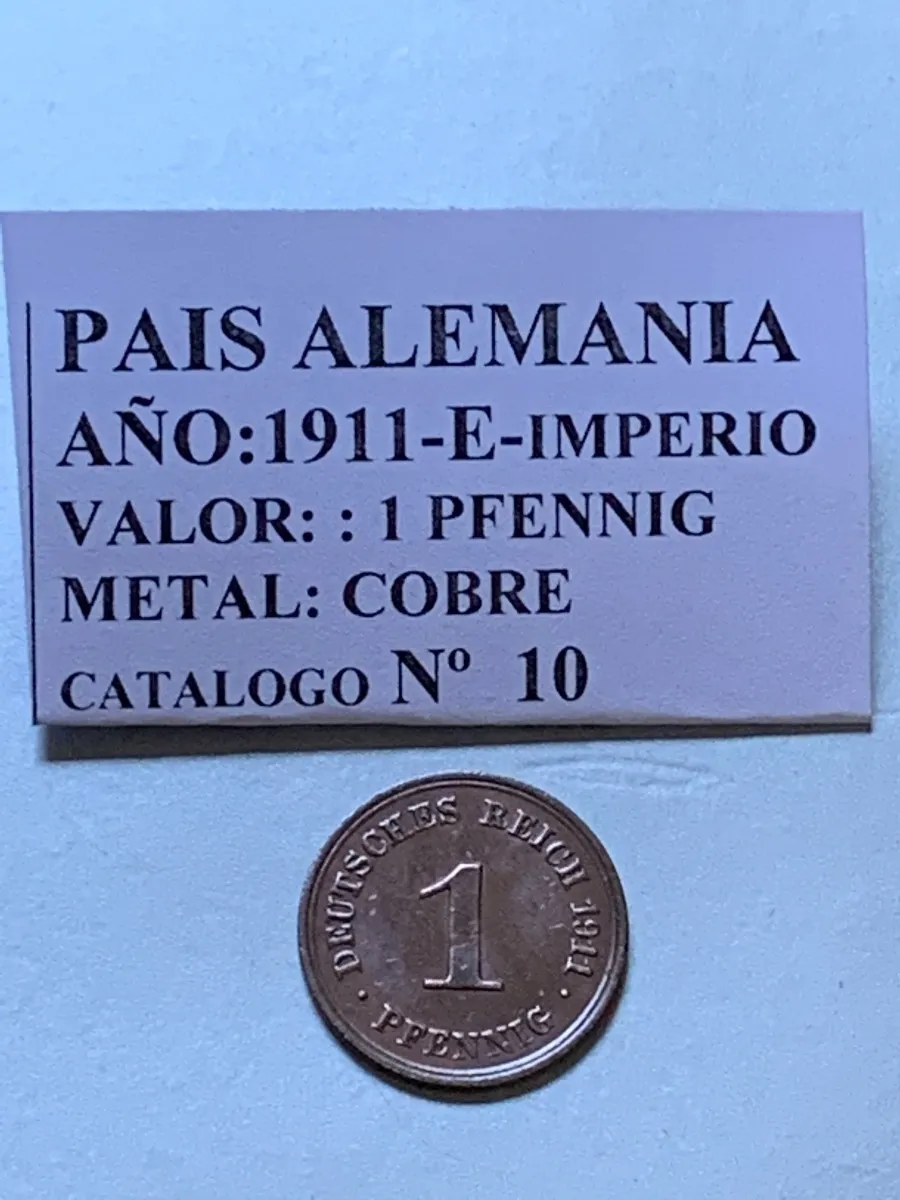 PAIS ALEMANIA
AÑO:1911-E-IMPERIO
VALOR: : 1 PFENNIG
METAL: COBRE
CATALOGO Nº 10
DEUTSCHES REICH 1911
1
· PFENNIG ·